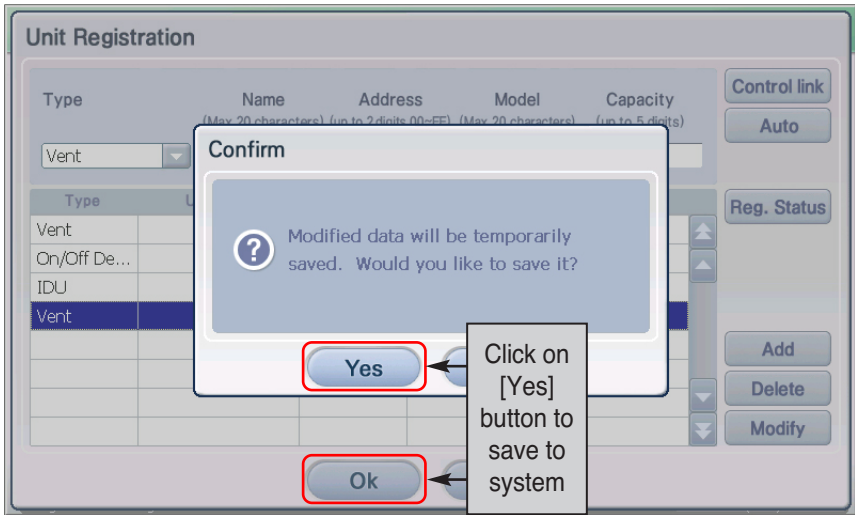 Unit Registration
Type Name Address Model Capacity Control link
(Max 20 characters) (up to 2 digits 00~FF) (Max 20 characters) (up to 5 digits)
Auto
Vent
Confirm
Type
Reg. Status
Vent
On/Off De...
IDU
Vent
?
Modified data will be temporarily
saved. Would you like to save it?
Yes
Click on
[Yes]
button to
save to
system
Add
Delete
Modify
Ok